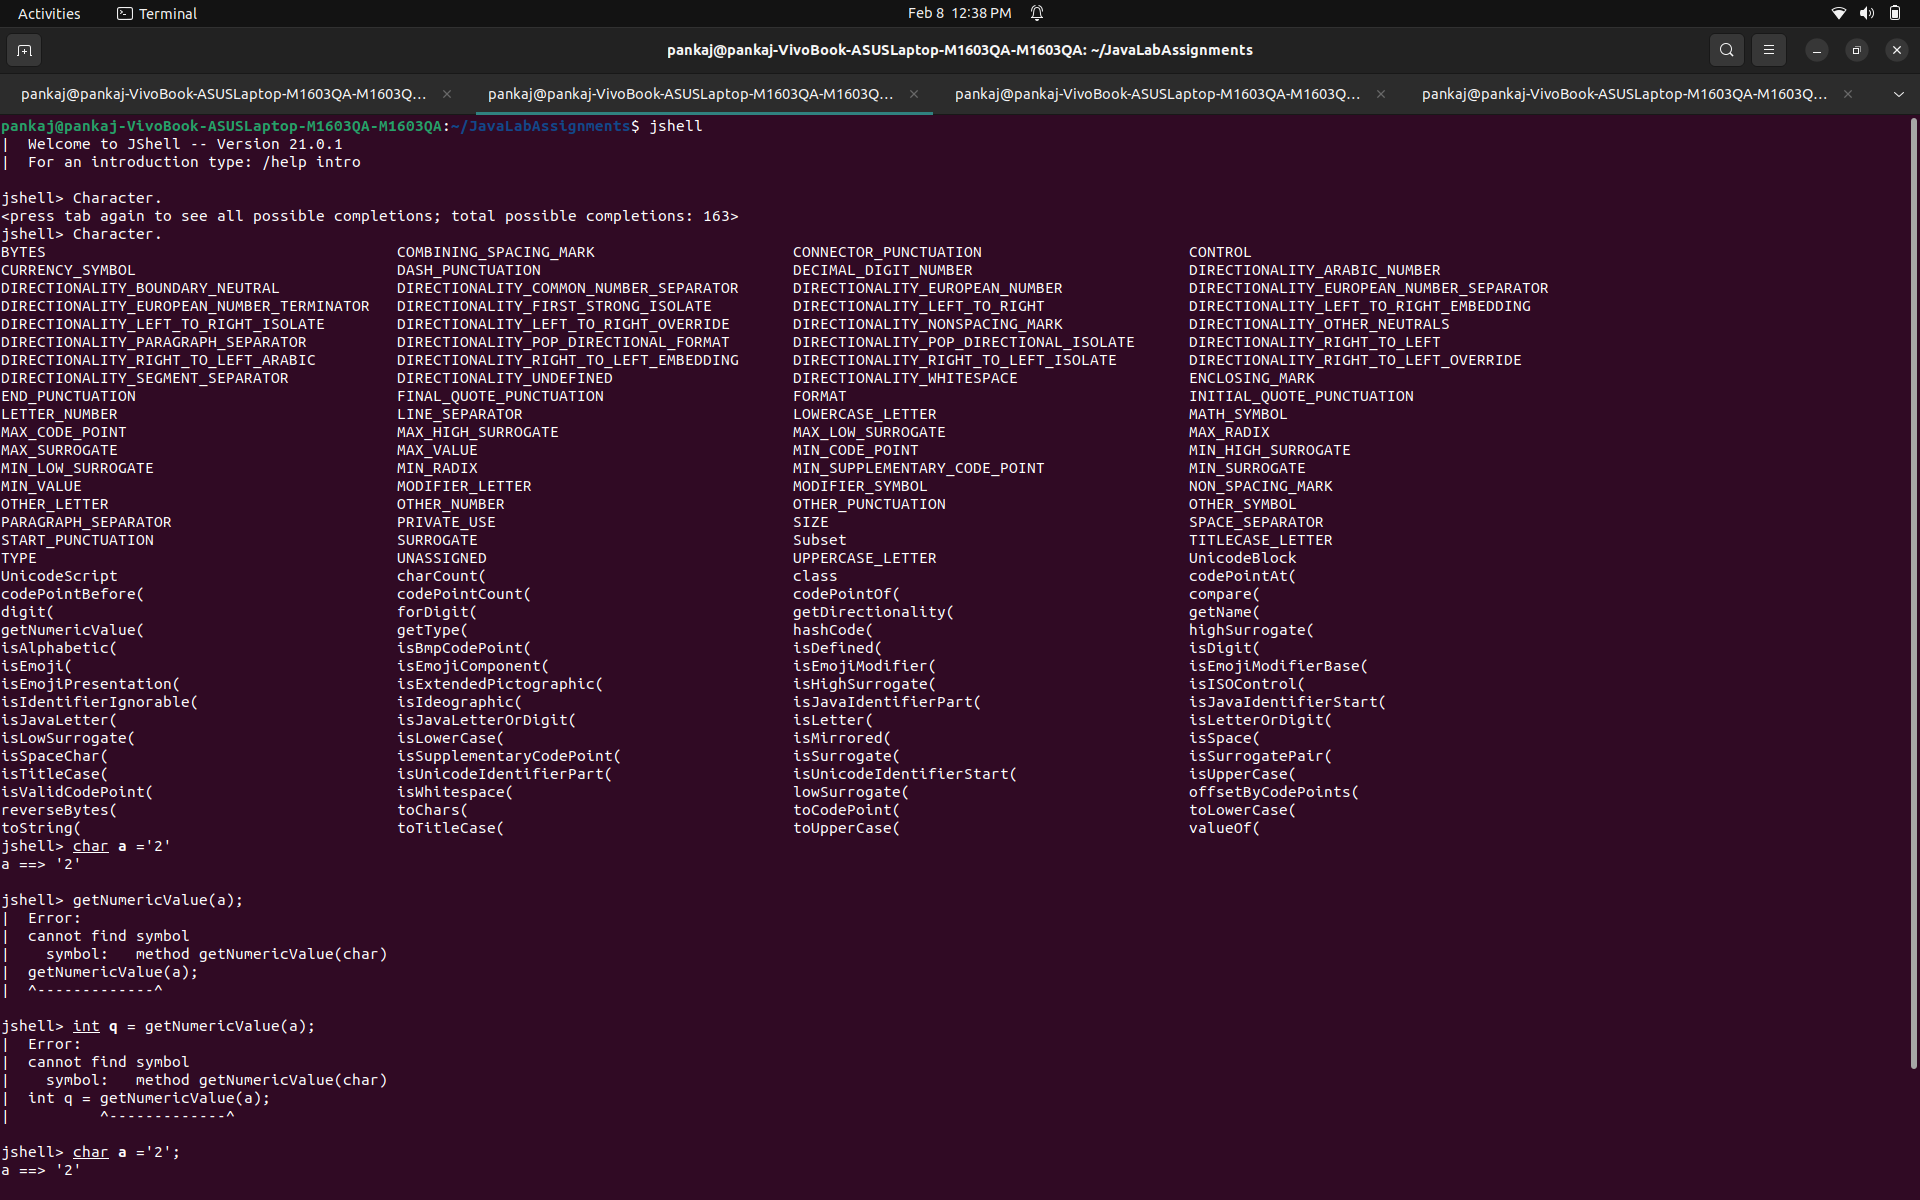 Activities Terminal Feb 8 12:38 PM
pankaj@pankaj-VivoBook-ASUSLaptop-M1603QA-M1603QA: ~/JavaLabAssignments
pankaj@pankaj-VivoBook-ASUSLaptop-M1603QA-M1603Q... pankaj@pankaj-VivoBook-ASUSLaptop-M1603QA-M1603Q... pankaj@pankaj-VivoBook-ASUSLaptop-M1603QA-M1603Q... pankaj@pankaj-VivoBook-ASUSLaptop-M1603QA-M1603Q...
pankaj@pankaj-VivoBook-ASUSLaptop-M1603QA-M1603QA:~/JavaLabAssignments$ jshell
|  Welcome to JShell -- Version 21.0.1
|  For an introduction type: /help intro
jshell> Character.
<press tab again to see all possible completions; total possible completions: 163>
jshell> Character.
BYTES COMBINING_SPACING_MARK CONNECTOR_PUNCTUATION CONTROL
CURRENCY_SYMBOL DASH_PUNCTUATION DECIMAL_DIGIT_NUMBER DIRECTIONALITY_ARABIC_NUMBER
DIRECTIONALITY_BOUNDARY_NEUTRAL DIRECTIONALITY_COMMON_NUMBER_SEPARATOR DIRECTIONALITY_EUROPEAN_NUMBER DIRECTIONALITY_EUROPEAN_NUMBER_SEPARATOR
DIRECTIONALITY_EUROPEAN_NUMBER_TERMINATOR DIRECTIONALITY_FIRST_STRONG_ISOLATE DIRECTIONALITY_LEFT_TO_RIGHT DIRECTIONALITY_LEFT_TO_RIGHT_EMBEDDING
DIRECTIONALITY_LEFT_TO_RIGHT_ISOLATE DIRECTIONALITY_LEFT_TO_RIGHT_OVERRIDE DIRECTIONALITY_NONSPACING_MARK DIRECTIONALITY_OTHER_NEUTRALS
DIRECTIONALITY_PARAGRAPH_SEPARATOR DIRECTIONALITY_POP_DIRECTIONAL_FORMAT DIRECTIONALITY_POP_DIRECTIONAL_ISOLATE DIRECTIONALITY_RIGHT_TO_LEFT
DIRECTIONALITY_RIGHT_TO_LEFT_ARABIC DIRECTIONALITY_RIGHT_TO_LEFT_EMBEDDING DIRECTIONALITY_RIGHT_TO_LEFT_ISOLATE DIRECTIONALITY_RIGHT_TO_LEFT_OVERRIDE
DIRECTIONALITY_SEGMENT_SEPARATOR DIRECTIONALITY_UNDEFINED DIRECTIONALITY_WHITESPACE ENCLOSING_MARK
END_PUNCTUATION FINAL_QUOTE_PUNCTUATION FORMAT INITIAL_QUOTE_PUNCTUATION
LETTER_NUMBER LINE_SEPARATOR LOWERCASE_LETTER MATH_SYMBOL
MAX_CODE_POINT MAX_HIGH_SURROGATE MAX_LOW_SURROGATE MAX_RADIX
MAX_SURROGATE MAX_VALUE MIN_CODE_POINT MIN_HIGH_SURROGATE
MIN_LOW_SURROGATE MIN_RADIX MIN_SUPPLEMENTARY_CODE_POINT MIN_SURROGATE
MIN_VALUE MODIFIER_LETTER MODIFIER_SYMBOL NON_SPACING_MARK
OTHER_LETTER OTHER_NUMBER OTHER_PUNCTUATION OTHER_SYMBOL
PARAGRAPH_SEPARATOR PRIVATE_USE SIZE SPACE_SEPARATOR
START_PUNCTUATION SURROGATE Subset TITLECASE_LETTER
TYPE UNASSIGNED UPPERCASE_LETTER UnicodeBlock
UnicodeScript charCount( class codePointAt(
codePointBefore( codePointCount( codePointOf( compare(
digit( forDigit( getDirectionality( getName(
getNumericValue( getType( hashCode( highSurrogate(
isAlphabetic( isBmpCodePoint( isDefined( isDigit(
isEmoji( isEmojiComponent( isEmojiModifier( isEmojiModifierBase(
isEmojiPresentation( isExtendedPictographic( isHighSurrogate( isISOControl(
isIdentifierIgnorable( isIdeographic( isJavaIdentifierPart( isJavaIdentifierStart(
isJavaLetter( isJavaLetterOrDigit( isLetter( isLetterOrDigit(
isLowSurrogate( isLowerCase( isMirrored( isSpace(
isSpaceChar( isSupplementaryCodePoint( isSurrogate( isSurrogatePair(
isTitleCase( isUnicodeIdentifierPart( isUnicodeIdentifierStart( isUpperCase(
isValidCodePoint( isWhitespace( lowSurrogate( offsetByCodePoints(
reverseBytes( toChars( toCodePoint( toLowerCase(
toString( toTitleCase( toUpperCase( valueOf(
jshell> char a ='2'
a ==> '2'
jshell> getNumericValue(a);
|  Error:
|  cannot find symbol
|    symbol:   method getNumericValue(char)
|  getNumericValue(a);
|  ^-------------^
jshell> int q = getNumericValue(a);
|  Error:
|  cannot find symbol
|    symbol:   method getNumericValue(char)
|  int q = getNumericValue(a);
|          ^-------------^
jshell> char a ='2';
a ==> '2'